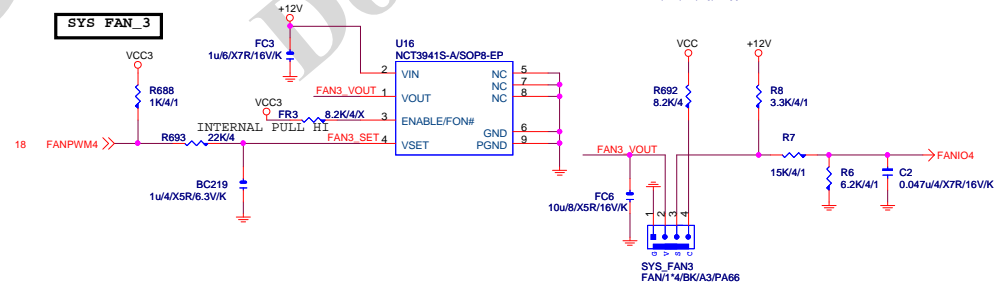 SYS FAN_3
+12V
FC3
1u/6/X7R/16V/K
U16
NCT3941S-A/SOP8-EP
VCC3
R688
1K/4/1
2 VIN
NC 5
NC 7
NC 8
FAN3_VOUT 1 VOUT
VCC3
FR3 8.2K/4/X 3 ENABLE/FON#
INTERNAL PULL HI
GND 6
18 FANPWM4 R693 22K/4 FAN3_SET 4 VSET
PGND 9
BC219
1u/4/X5R/6.3V/K
VCC
+12V
R692
8.2K/4
R8
3.3K/4/1
FAN3_VOUT
R7
15K/4/1
FANIO4
R6
6.2K/4/1
C2
0.047u/4/X7R/16V/K
FC6
10u/8/X5R/16V/K
1 2 3 4
G V S C
SYS_FAN3
FAN/1*4/BK/A3/PA66